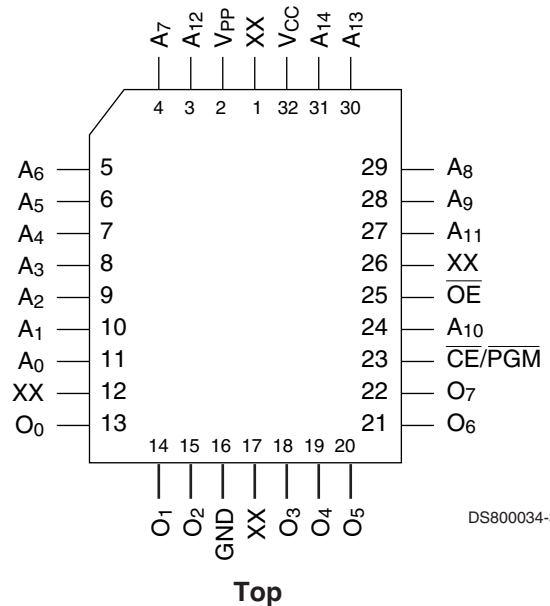 A7 A12 VPP XX VCC A14 A13
4 3 2 1 32 31 30
A6 5 29 A8
A5 6 28 A9
A4 7 27 A11
A3 8 26 XX
A2 9 25 OE
A1 10 24 A10
A0 11 23 CE/PGM
XX 12 22 O7
O0 13 21 O6
14 15 16 17 18 19 20
O1 O2 GND XX O3 O4 O5
DS800034-
Top